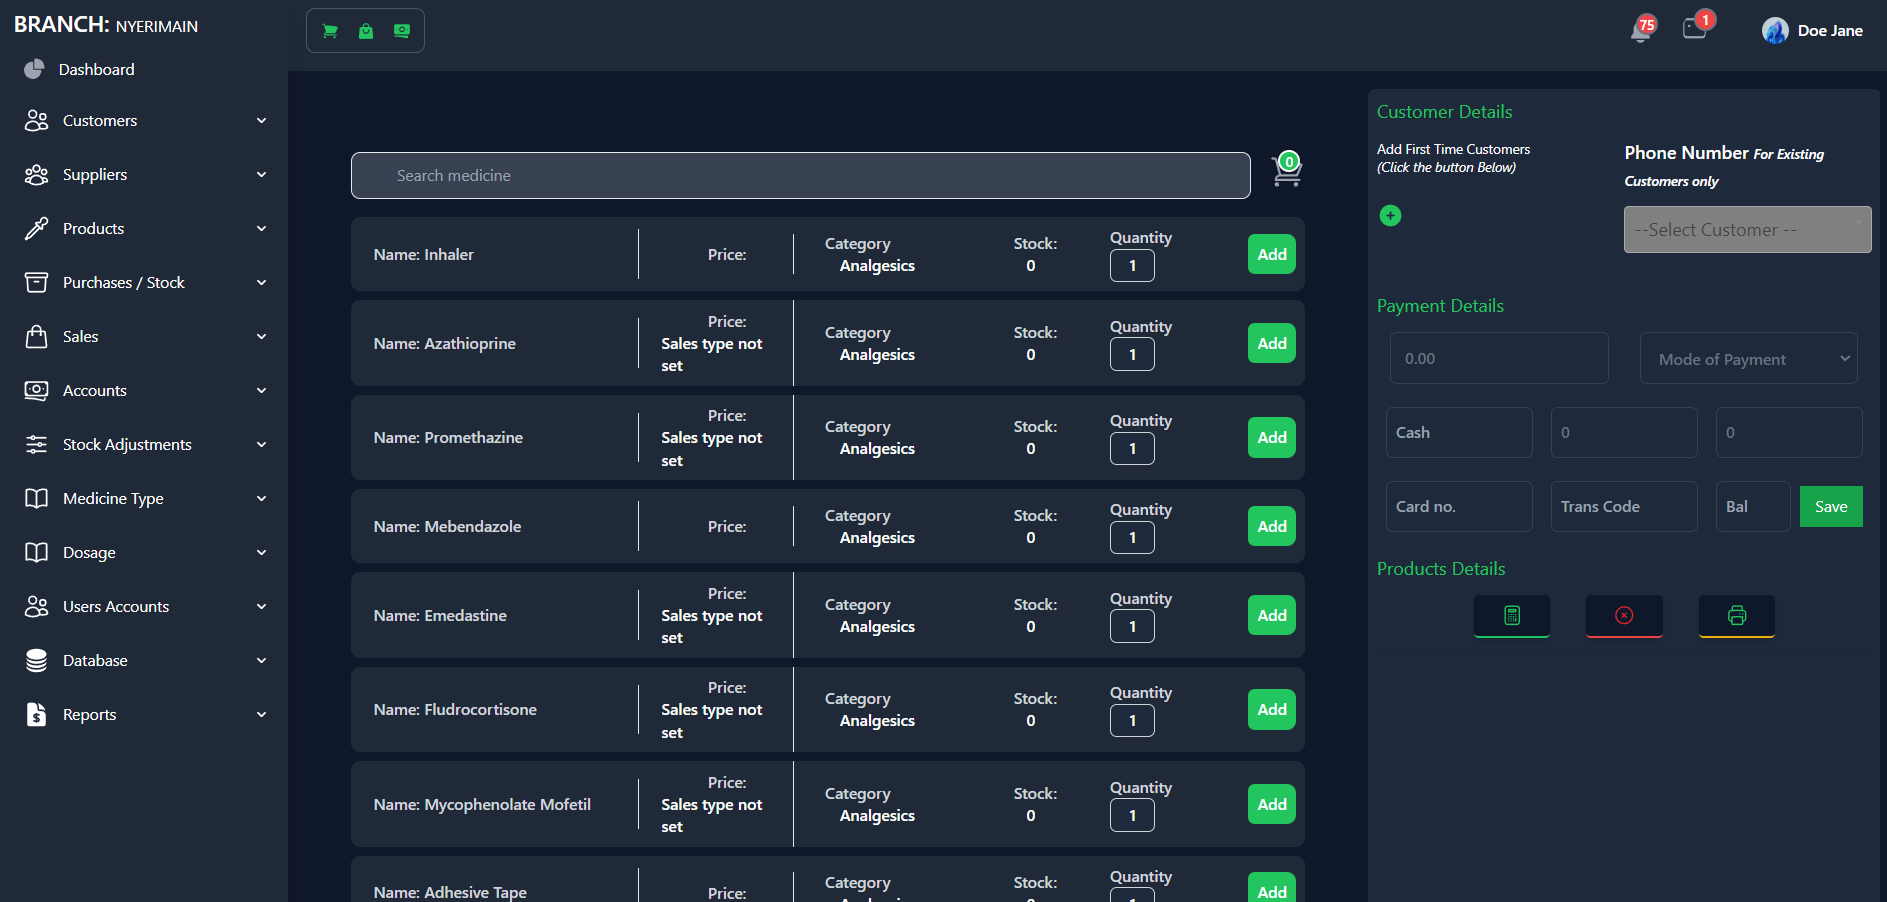 BRANCH: NYERIMAIN
Dashboard
Customers
Suppliers
Products
Purchases / Stock
Sales
Accounts
Stock Adjustments
Medicine Type
Dosage
Users Accounts
Database
Reports
75
1
Doe Jane
Search medicine
0
Name: Inhaler
Price:
Category
Analgesics
Stock:
0
Quantity
1
Add
Name: Azathioprine
Price:
Sales type not
set
Category
Analgesics
Stock:
0
Quantity
1
Add
Name: Promethazine
Price:
Sales type not
set
Category
Analgesics
Stock:
0
Quantity
1
Add
Name: Mebendazole
Price:
Category
Analgesics
Stock:
0
Quantity
1
Add
Name: Emedastine
Price:
Sales type not
set
Category
Analgesics
Stock:
0
Quantity
1
Add
Name: Fludrocortisone
Price:
Sales type not
set
Category
Analgesics
Stock:
0
Quantity
1
Add
Name: Mycophenolate Mofetil
Price:
Sales type not
set
Category
Analgesics
Stock:
0
Quantity
1
Add
Name: Adhesive Tape
Price:
Category
Stock:
Quantity
Add
Customer Details
Add First Time Customers
(Click the button Below)
Phone Number For Existing
Customers only
--Select Customer --
Payment Details
0.00
Mode of Payment
Cash
0
0
Card no.
Trans Code
Bal
Save
Products Details